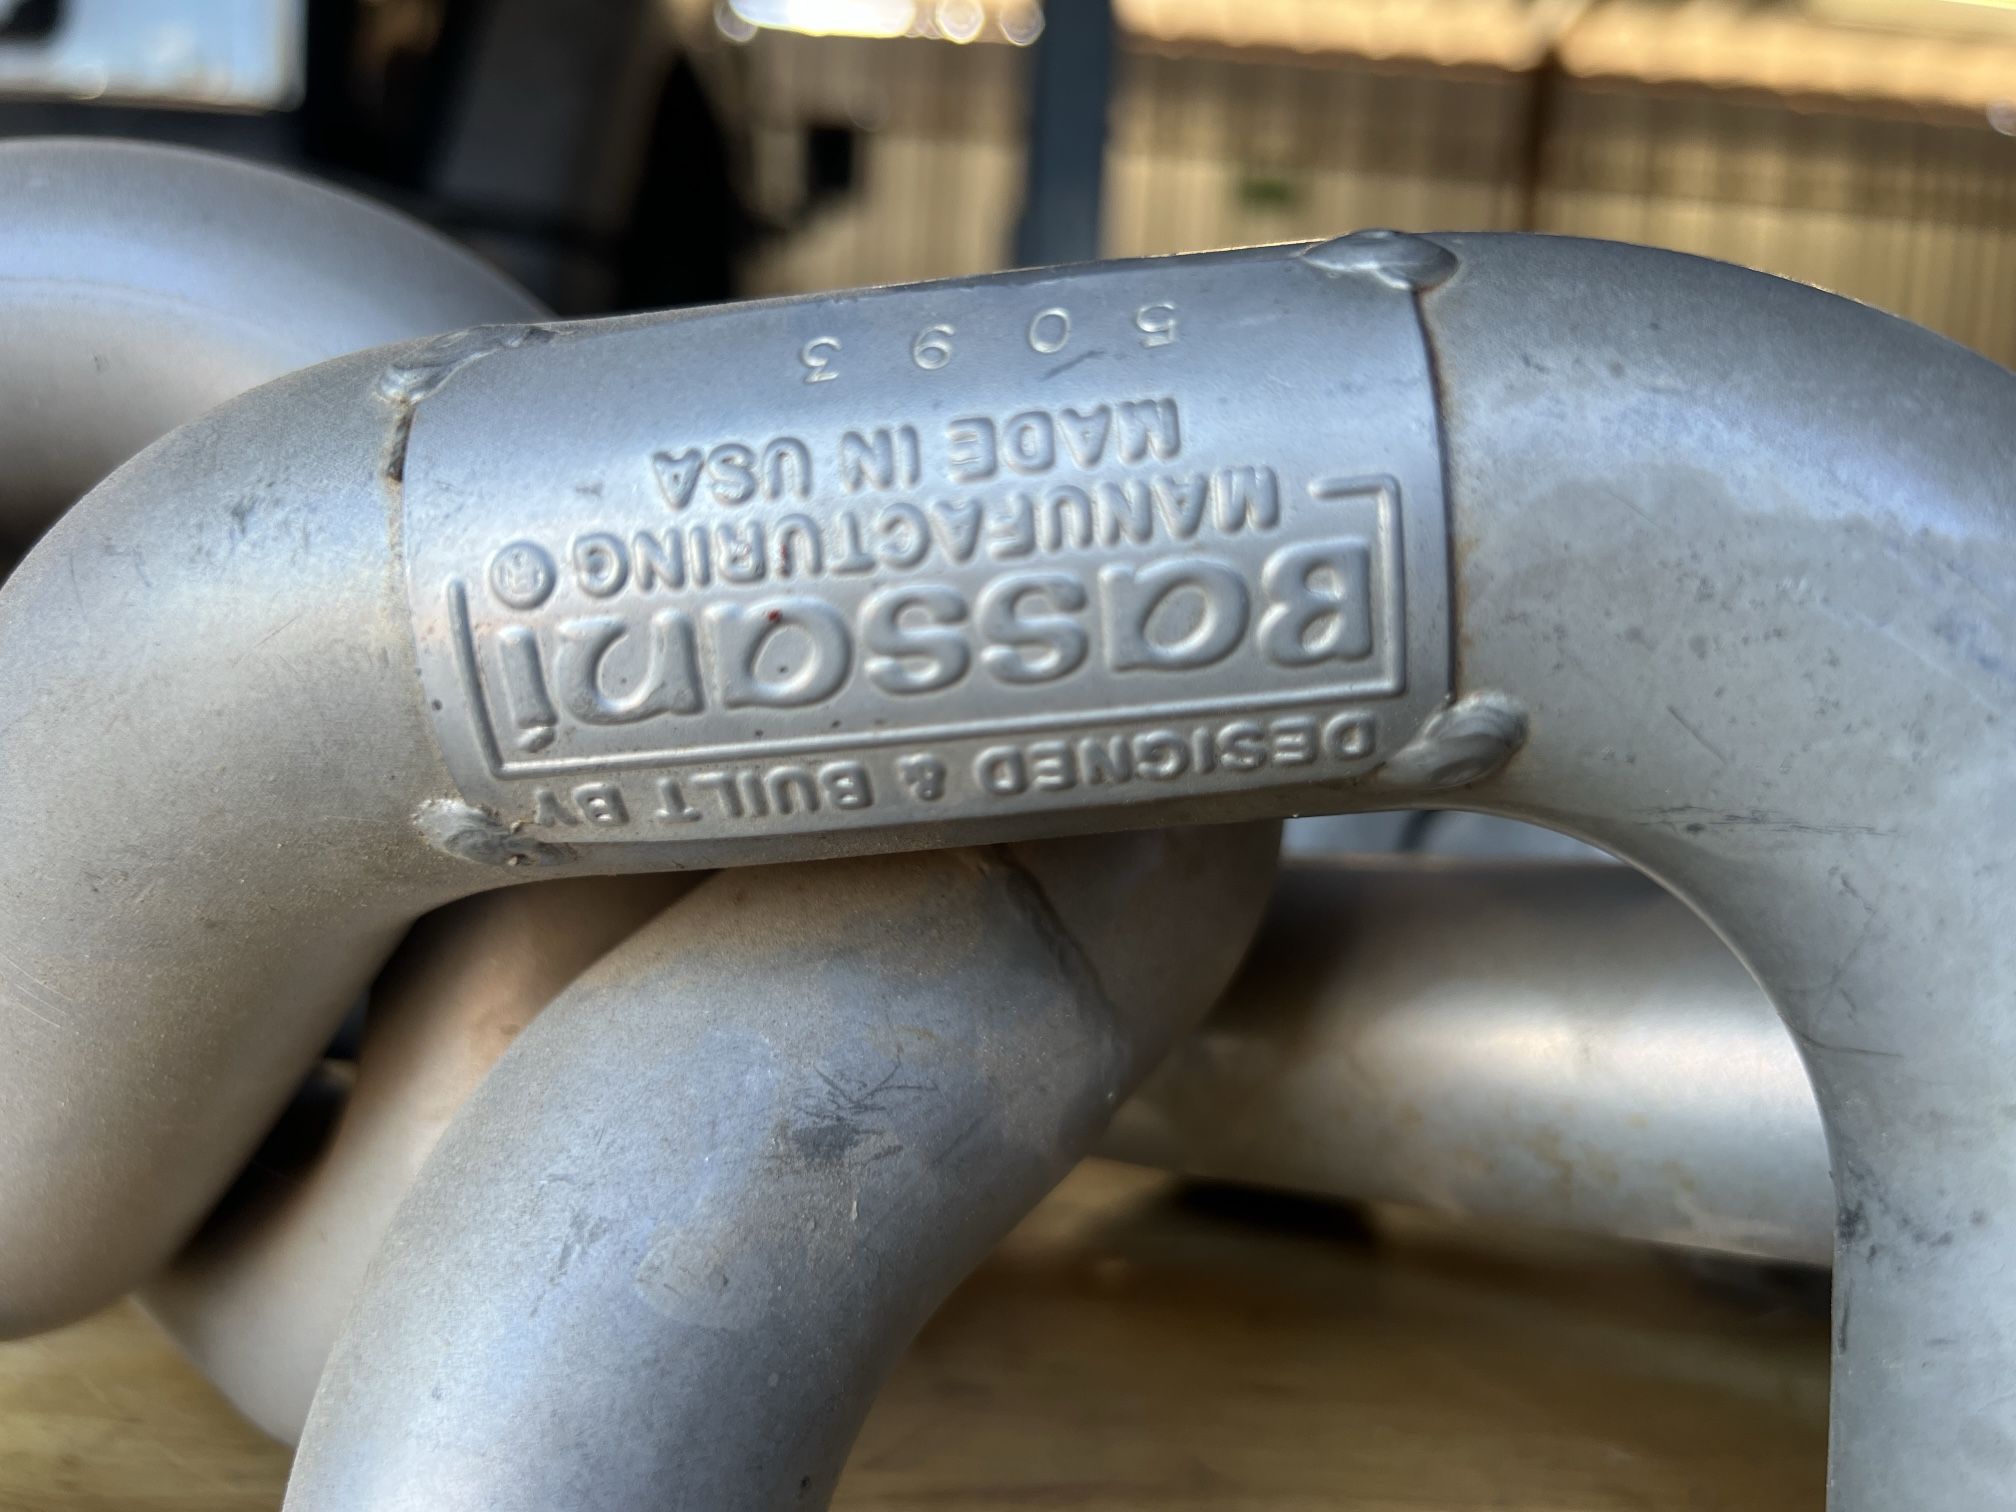 DESIGNED & BUILT BY
Bassani
MANUFACTURING ®
MADE IN USA
5093